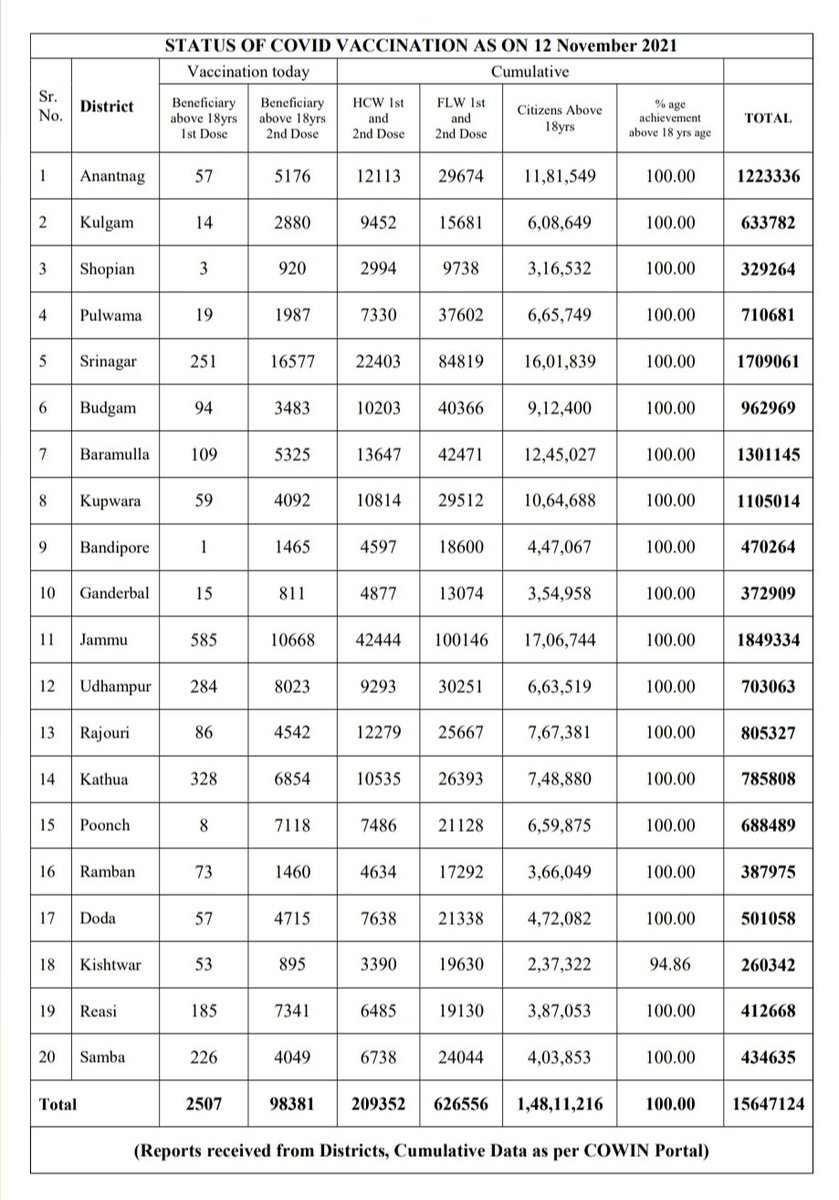 STATUS OF COVID VACCINATION AS ON 12 November 2021
Sr. No. District Vaccination today Cumulative
Beneficiary above 18yrs 1st Dose Beneficiary above 18yrs 2nd Dose HCW 1st and 2nd Dose FLW 1st and 2nd Dose Citizens Above 18yrs % age achievement above 18 yrs age TOTAL
1 Anantnag 57 5176 12113 29674 11,81,549 100.00 1223336
2 Kulgam 14 2880 9452 15681 6,08,649 100.00 633782
3 Shopian 3 920 2994 9738 3,16,532 100.00 329264
4 Pulwama 19 1987 7330 37602 6,65,749 100.00 710681
5 Srinagar 251 16577 22403 84819 16,01,839 100.00 1709061
6 Budgam 94 3483 10203 40366 9,12,400 100.00 962969
7 Baramulla 109 5325 13647 42471 12,45,027 100.00 1301145
8 Kupwara 59 4092 10814 29512 10,64,688 100.00 1105014
9 Bandipore 1 1465 4597 18600 4,47,067 100.00 470264
10 Ganderbal 15 811 4877 13074 3,54,958 100.00 372909
11 Jammu 585 10668 42444 100146 17,06,744 100.00 1849334
12 Udhampur 284 8023 9293 30251 6,63,519 100.00 703063
13 Rajouri 86 4542 12279 25667 7,67,381 100.00 805327
14 Kathua 328 6854 10535 26393 7,48,880 100.00 785808
15 Poonch 8 7118 7486 21128 6,59,875 100.00 688489
16 Ramban 73 1460 4634 17292 3,66,049 100.00 387975
17 Doda 57 4715 7638 21338 4,72,082 100.00 501058
18 Kishtwar 53 895 3390 19630 2,37,322 94.86 260342
19 Reasi 185 7341 6485 19130 3,87,053 100.00 412668
20 Samba 226 4049 6738 24044 4,03,853 100.00 434635
Total 2507 98381 209352 626556 1,48,11,216 100.00 15647124
(Reports received from Districts, Cumulative Data as per COWIN Portal)